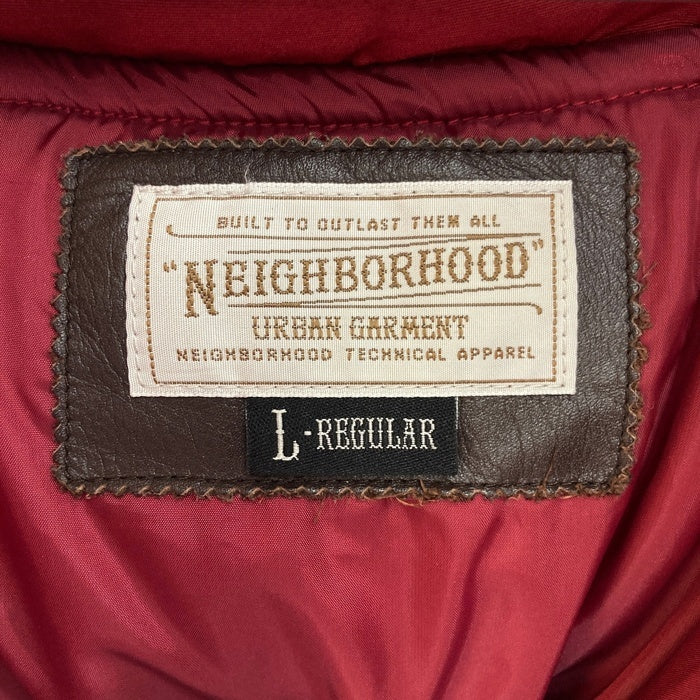 BUILT TO OUTLAST THEM ALL
"NEIGHBORHOOD"
URBAN GARMENT
NEIGHBORHOOD TECHNICAL APPAREL
L-REGULAR